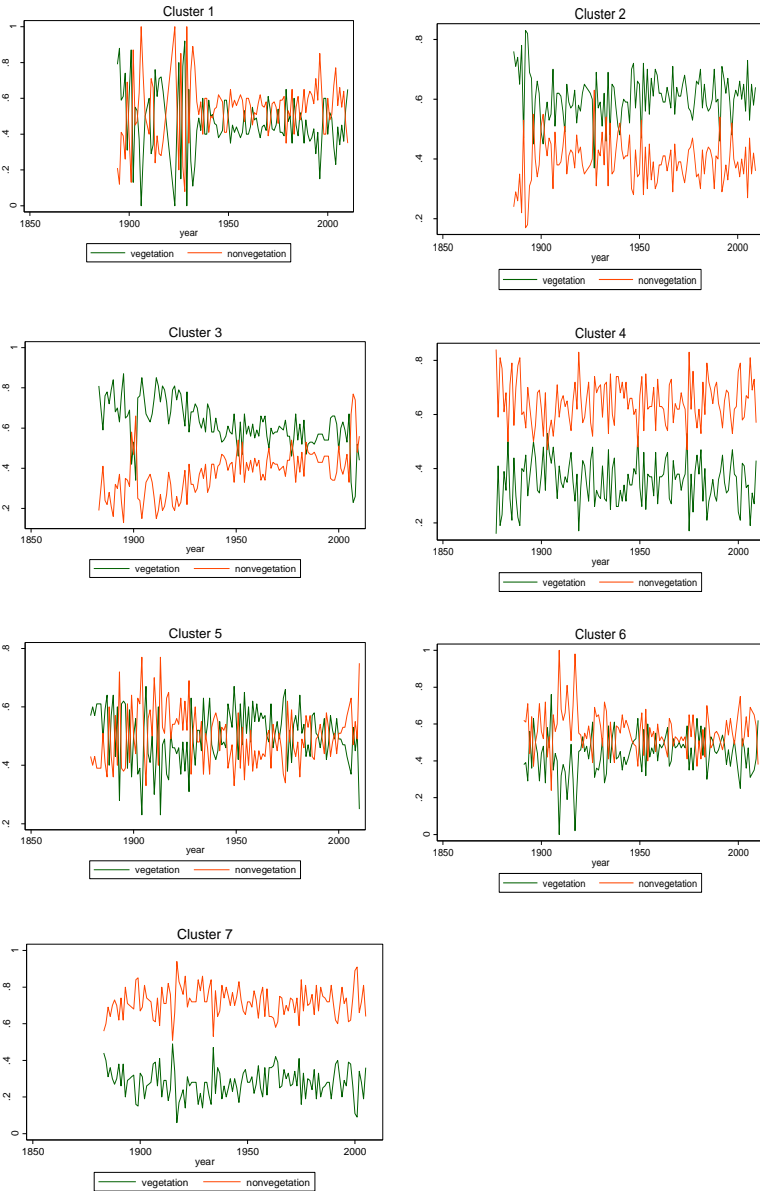 Cluster 1
1
.8
.6
.4
.2
0
1850 1900 1950 2000
year
vegetation nonvegetation
Cluster 2
.8
.6
.4
.2
1850 1900 1950 2000
year
vegetation nonvegetation
Cluster 3
1
.8
.6
.4
.2
1850 1900 1950 2000
year
vegetation nonvegetation
Cluster 4
.8
.6
.4
.2
1850 1900 1950 2000
year
vegetation nonvegetation
Cluster 5
.8
.6
.4
.2
1850 1900 1950 2000
year
vegetation nonvegetation
Cluster 6
1
.8
.6
.4
.2
0
1850 1900 1950 2000
year
vegetation nonvegetation
Cluster 7
1
.8
.6
.4
.2
0
1850 1900 1950 2000
year
vegetation nonvegetation